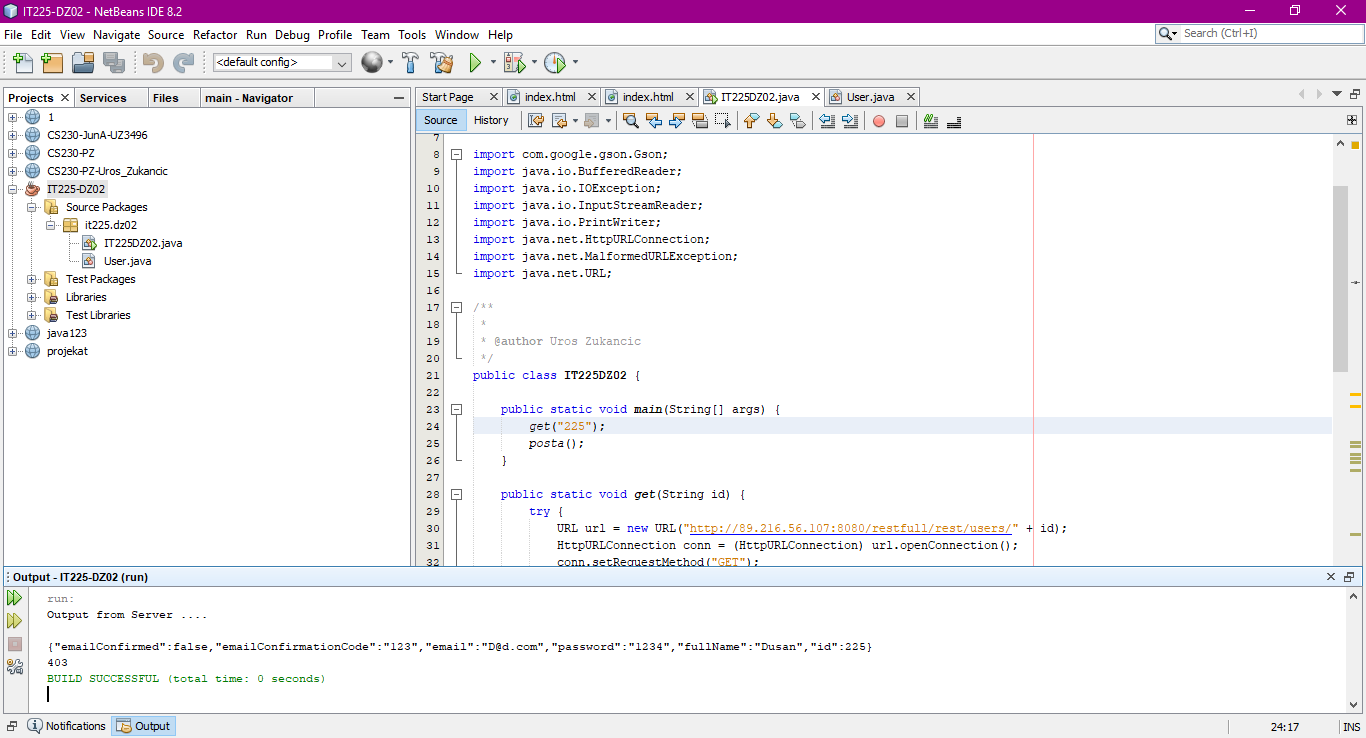 IT225-DZ02 - NetBeans IDE 8.2
File Edit View Navigate Source Refactor Run Debug Profile Team Tools Window Help
Search (Ctrl+I)
<default config>
Projects Services Files main - Navigator
1
CS230-JunA-UZ3496
CS230-PZ
CS230-PZ-Uros_Zukancic
IT225-DZ02
Source Packages
it225.dz02
IT225DZ02.java
User.java
Test Packages
Libraries
Test Libraries
java123
projekat
Start Page index.html index.html IT225DZ02.java User.java
Source History
7
8 import com.google.gson.Gson;
9 import java.io.BufferedReader;
10 import java.io.IOException;
11 import java.io.InputStreamReader;
12 import java.io.PrintWriter;
13 import java.net.HttpURLConnection;
14 import java.net.MalformedURLException;
15 import java.net.URL;
16
17 /**
18 *
19 * @author Uros Zukancic
20 */
21 public class IT225DZ02 {
22
23 public static void main(String[] args) {
24 get("225");
25 posta();
26 }
27
28 public static void get(String id) {
29 try {
30 URL url = new URL("http://89.216.56.107:8080/restfull/rest/users/" + id);
31 HttpURLConnection conn = (HttpURLConnection) url.openConnection();
32 conn.setRequestMethod("GET");
Output - IT225-DZ02 (run)
run:
Output from Server ....
{"emailConfirmed":false,"emailConfirmationCode":"123","email":"D@d.com","password":"1234","fullName":"Dusan","id":225}
403
BUILD SUCCESSFUL (total time: 0 seconds)
Notifications Output
24:17 INS